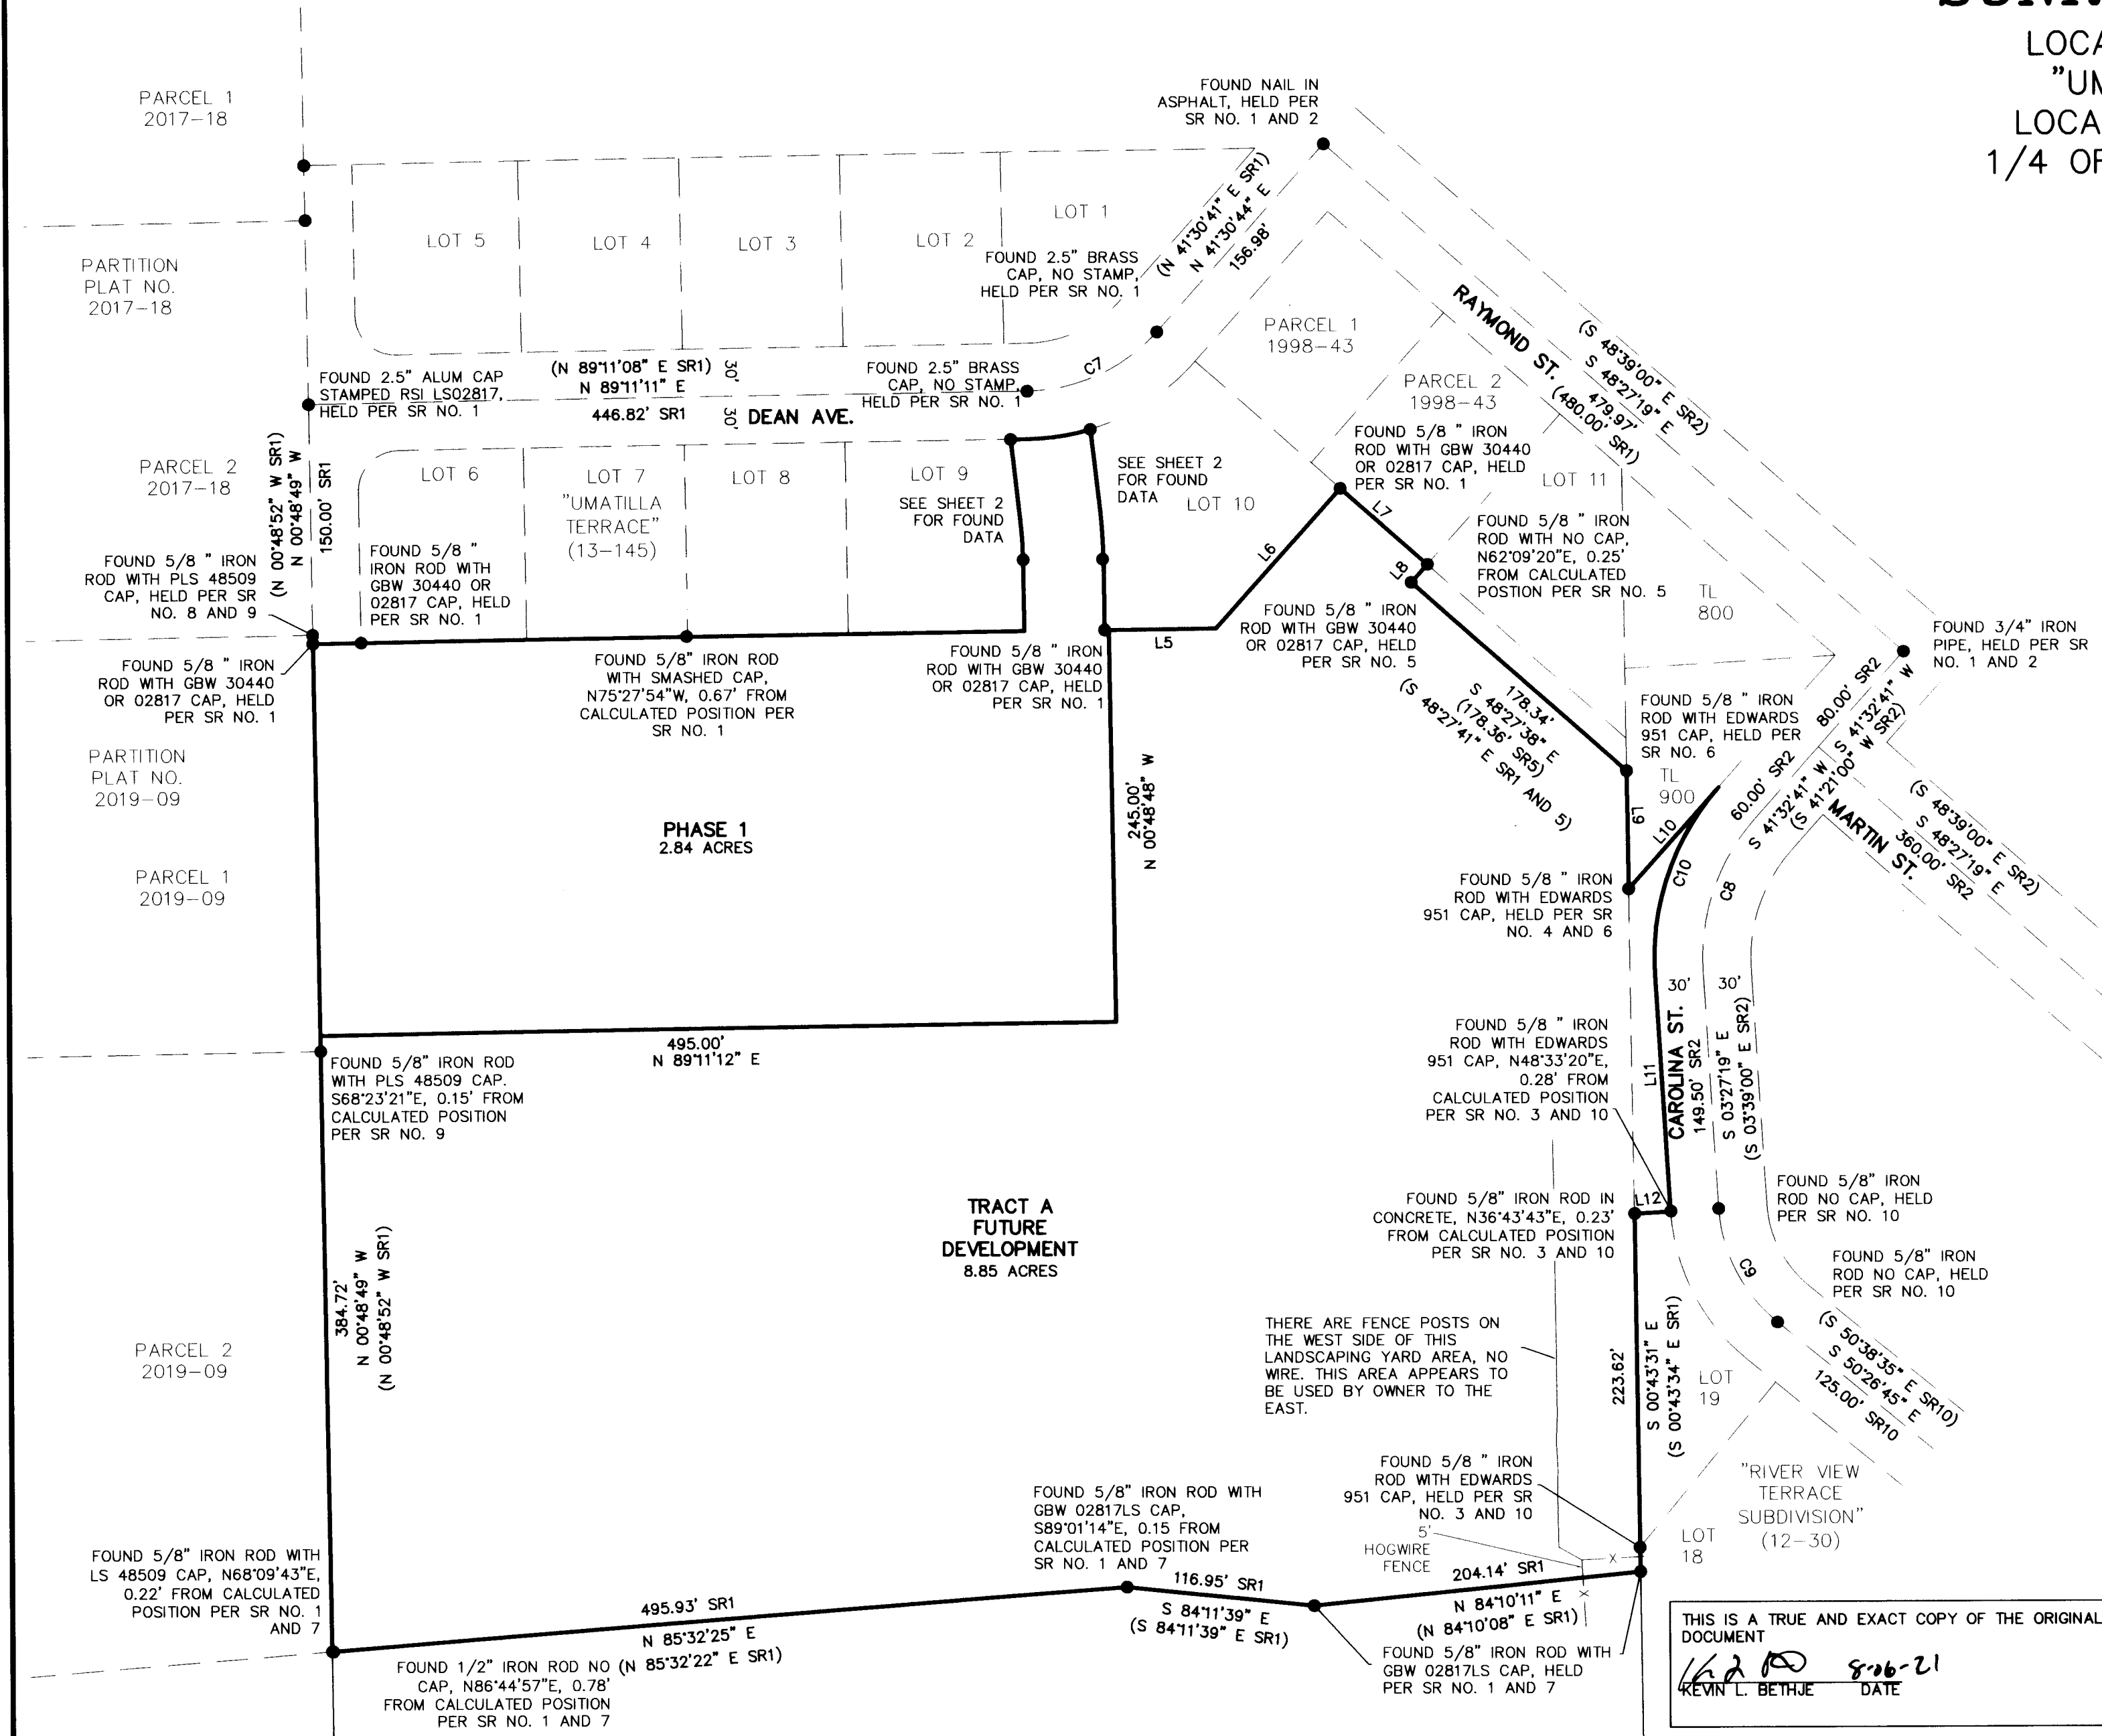 LOCA
"UM
LOCA
1/4 OF
PARCEL 1
2017-18
FOUND NAIL IN
ASPHALT, HELD PER
SR NO. 1 AND 2
PARTITION
PLAT NO.
2017-18
LOT 5
LOT 4
LOT 3
LOT 2
LOT 1
FOUND 2.5" BRASS
CAP, NO STAMP,
HELD PER SR NO. 1
(N 41°30'41" E SR1)
N 41°30'44" E
156.98'
PARCEL 1
1998-43
RAYMOND ST.
(S 48°39'00" E SR2)
S 48°27'19" E
479.97'
(480.00' SR1)
FOUND 2.5" ALUM CAP
STAMPED RSI LS02817,
HELD PER SR NO. 1
(N 89°11'08" E SR1)
N 89°11'11" E
446.82' SR1
30'
30'
DEAN AVE.
FOUND 2.5" BRASS
CAP, NO STAMP,
HELD PER SR NO. 1
C7
PARCEL 2
1998-43
PARCEL 2
2017-18
(N 00°48'52" W SR1)
N 00°48'49" W
150.00' SR1
LOT 6
LOT 7
"UMATILLA
TERRACE"
(13-145)
LOT 8
LOT 9
SEE SHEET 2
FOR FOUND
DATA
SEE SHEET 2
FOR FOUND
DATA
LOT 10
FOUND 5/8 " IRON
ROD WITH GBW 30440
OR 02817 CAP, HELD
PER SR NO. 1
LOT 11
L7
L6
L8
L5
FOUND 5/8 " IRON
ROD WITH NO CAP,
N62°09'20"E, 0.25'
FROM CALCULATED
POSTION PER SR NO. 5
TL
800
FOUND 5/8 " IRON
ROD WITH PLS 48509
CAP, HELD PER SR
NO. 8 AND 9
FOUND 5/8 "
IRON ROD WITH
GBW 30440 OR
02817 CAP, HELD
PER SR NO. 1
FOUND 5/8 " IRON
ROD WITH GBW 30440
OR 02817 CAP, HELD
PER SR NO. 5
FOUND 3/4" IRON
PIPE, HELD PER SR
NO. 1 AND 2
FOUND 5/8 " IRON
ROD WITH GBW 30440
OR 02817 CAP, HELD
PER SR NO. 1
FOUND 5/8" IRON ROD
WITH SMASHED CAP,
N75°27'54"W, 0.67' FROM
CALCULATED POSITION PER
SR NO. 1
FOUND 5/8 " IRON
ROD WITH GBW 30440
OR 02817 CAP, HELD
PER SR NO. 1
178.34'
S 48°27'38" E
(178.36' SR5)
(S 48°27'41" E SR1 AND 5)
FOUND 5/8 " IRON
ROD WITH EDWARDS
951 CAP, HELD PER
SR NO. 6
80.00' SR2
S 41°32'41" W
60.00' SR2
S 41°32'41" W
(S 41°21'00" W SR2)
PARTITION
PLAT NO.
2019-09
TL
900
L9
L10
C10
C8
MARTIN ST.
(S 48°39'00" E SR2)
S 48°27'19" E
360.00' SR2
PHASE 1
2.84 ACRES
245.00'
N 00°48'48" W
PARCEL 1
2019-09
FOUND 5/8 " IRON
ROD WITH EDWARDS
951 CAP, HELD PER SR
NO. 4 AND 6
495.00'
N 89°11'12" E
FOUND 5/8" IRON ROD
WITH PLS 48509 CAP.
S68°23'21"E, 0.15' FROM
CALCULATED POSITION
PER SR NO. 9
FOUND 5/8 " IRON
ROD WITH EDWARDS
951 CAP, N48°33'20"E,
0.28' FROM
CALCULATED POSITION
PER SR NO. 3 AND 10
L11
30'
30'
CAROLINA ST.
149.50' SR2
S 03°27'19" E
(S 03°39'00" E SR2)
TRACT A
FUTURE
DEVELOPMENT
8.85 ACRES
FOUND 5/8" IRON ROD IN
CONCRETE, N36°43'43"E, 0.23'
FROM CALCULATED POSITION
PER SR NO. 3 AND 10
L12
FOUND 5/8" IRON
ROD NO CAP, HELD
PER SR NO. 10
C9
FOUND 5/8" IRON
ROD NO CAP, HELD
PER SR NO. 10
384.72'
N 00°48'49" W
(N 00°48'52" W SR1)
PARCEL 2
2019-09
THERE ARE FENCE POSTS ON
THE WEST SIDE OF THIS
LANDSCAPING YARD AREA, NO
WIRE. THIS AREA APPEARS TO
BE USED BY OWNER TO THE
EAST.
223.62'
S 00°43'31" E
(S 00°43'34" E SR1)
LOT
19
(S 50°38'35" E SR10)
S 50°26'45" E
125.00' SR10
FOUND 5/8 " IRON
ROD WITH EDWARDS
951 CAP, HELD PER SR
NO. 3 AND 10
5'
HOGWIRE
FENCE
X
X
"RIVER VIEW
TERRACE
SUBDIVISION"
(12-30)
LOT
18
FOUND 5/8" IRON ROD WITH
GBW 02817LS CAP,
S89°01'14"E, 0.15 FROM
CALCULATED POSITION PER
SR NO. 1 AND 7
FOUND 5/8" IRON ROD WITH
LS 48509 CAP, N68°09'43"E,
0.22' FROM CALCULATED
POSITION PER SR NO. 1
AND 7
495.93' SR1
N 85°32'25" E
(N 85°32'22" E SR1)
116.95' SR1
S 84°11'39" E
(S 84°11'39" E SR1)
204.14' SR1
N 84°10'11" E
(N 84°10'08" E SR1)
FOUND 1/2" IRON ROD NO
CAP, N86°44'57"E, 0.78'
FROM CALCULATED POSITION
PER SR NO. 1 AND 7
FOUND 5/8" IRON ROD WITH
GBW 02817LS CAP, HELD
PER SR NO. 1 AND 7
THIS IS A TRUE AND EXACT COPY OF THE ORIGINAL
DOCUMENT
8-06-21
KEVIN L. BETHJE DATE